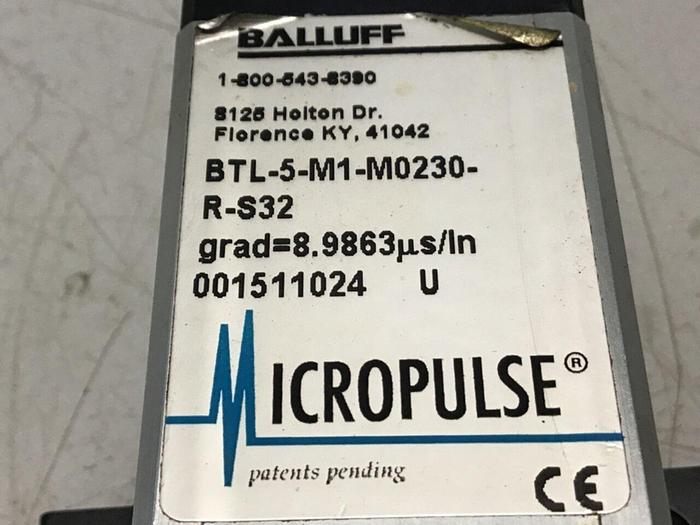 BALLUFF
1-800-543-8390
8125 Holton Dr.
Florence KY, 41042
BTL-5-M1-M0230-
R-S32
grad=8.9863µs/In
001511024 U
MICROPULSE®
patents pending
CE